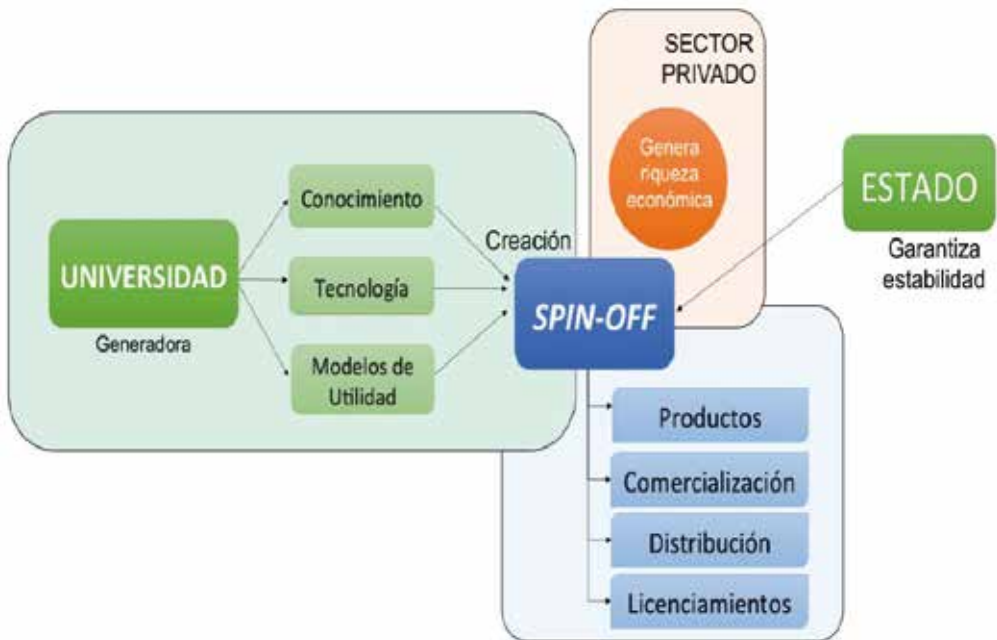 SECTOR
PRIVADO
Genera
riqueza
económica
ESTADO
Garantiza
estabilidad
UNIVERSIDAD
Generadora
Conocimiento
Tecnología
Modelos de
Utilidad
Creación
SPIN-OFF
Productos
Comercialización
Distribución
Licenciamientos